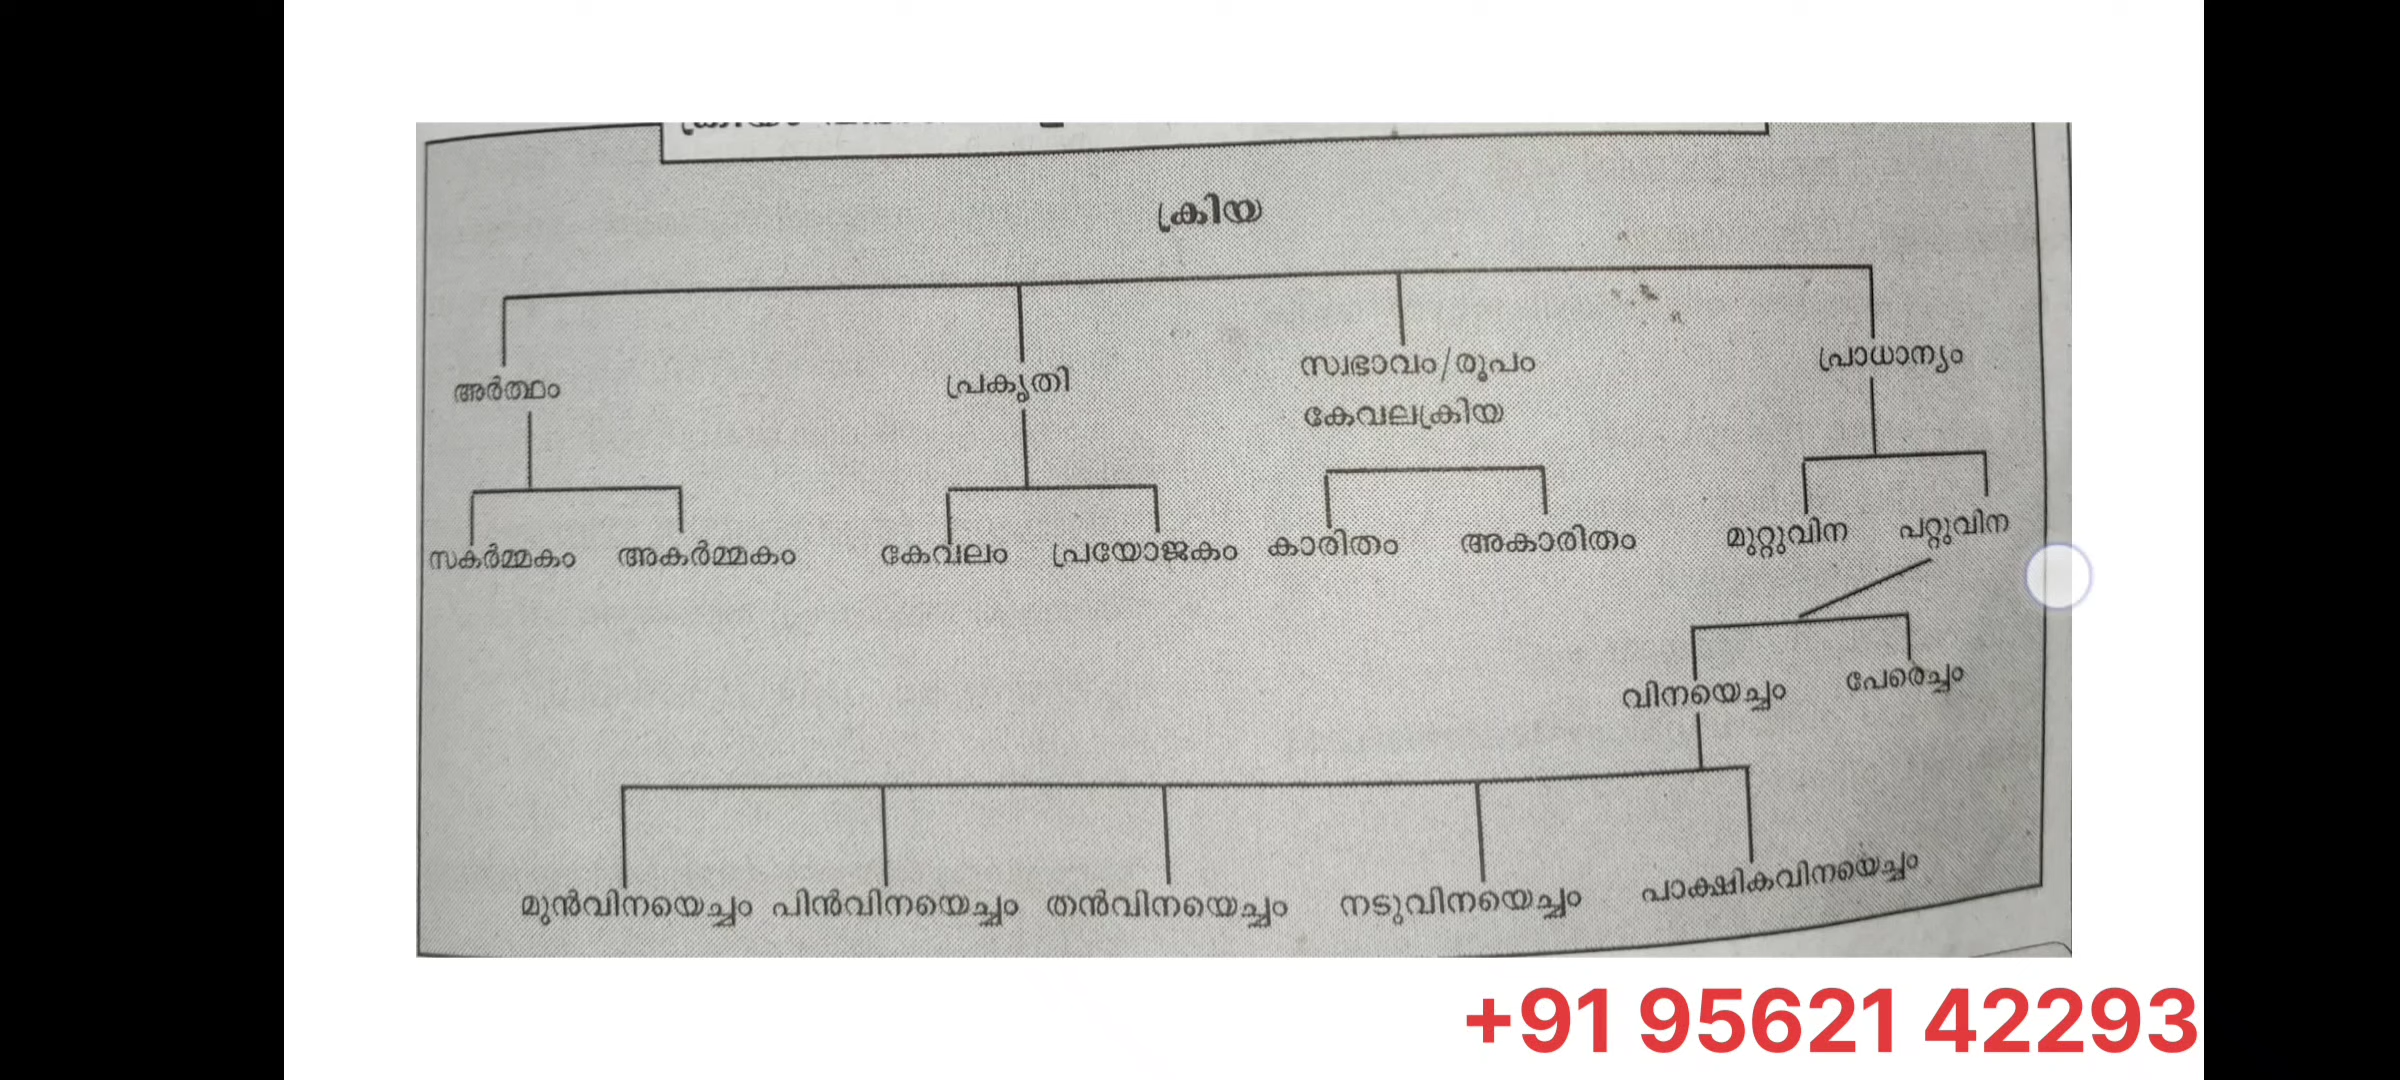 ക്രിയ
അർത്ഥം പ്രകൃതി സ്വഭാവം/രൂപം പ്രാധാന്യം
കേവലക്രിയ
സകർമ്മകം അകർമ്മകം കേവലം പ്രയോജകം കാരിതം അകാരിതം മുറ്റുവിന പറ്റുവിന
വിനയെച്ചം പേരെച്ചം
മുൻവിനയെച്ചം പിൻവിനയെച്ചം തൻവിനയെച്ചം നടുവിനയെച്ചം പാക്ഷികവിനയെച്ചം
+91 95621 42293